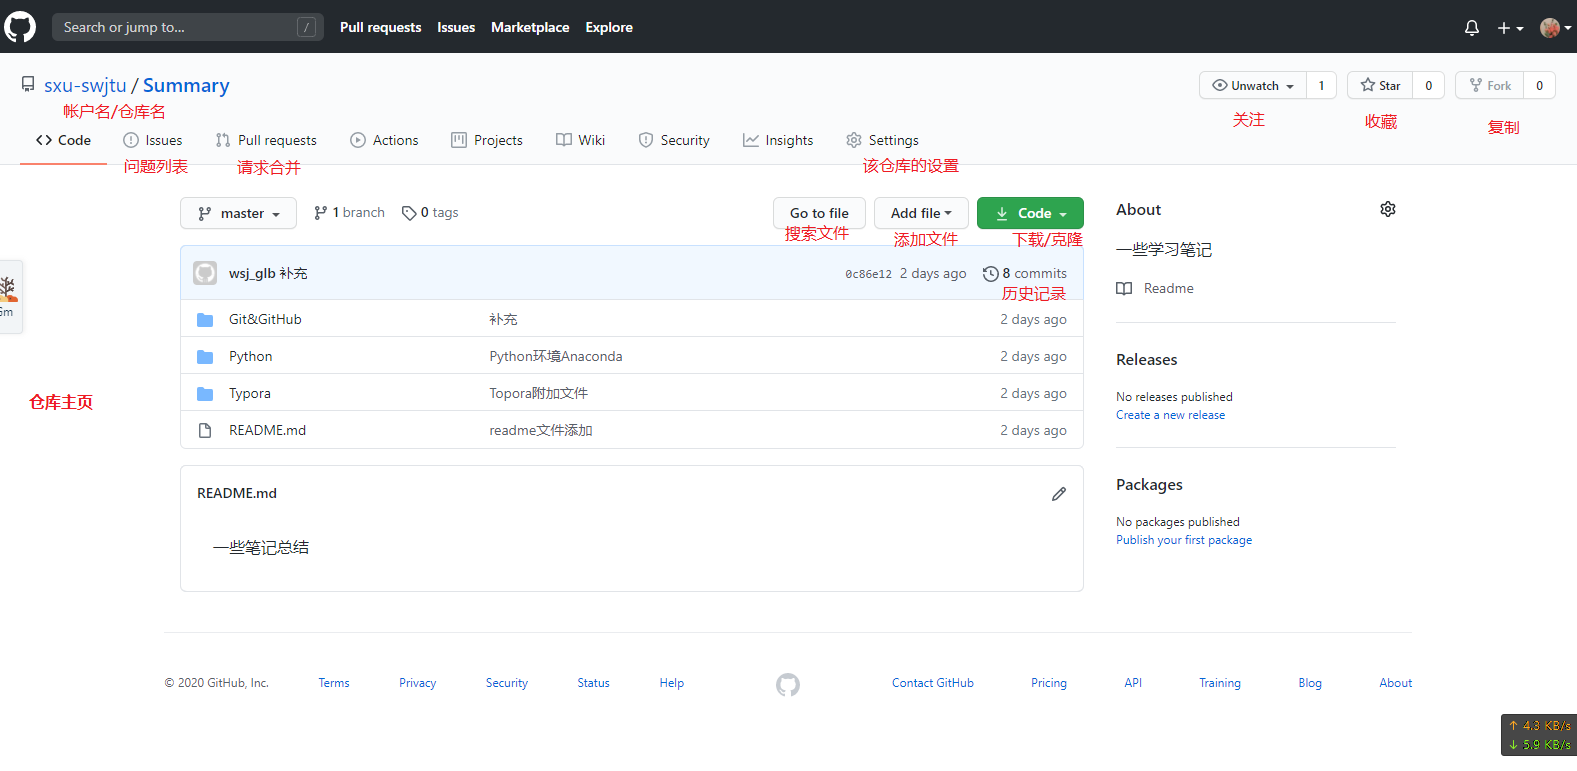 Search or jump to... /
Pull requests Issues Marketplace Explore
sxu-swjtu / Summary
帐户名/仓库名
Unwatch 1
Star 0
Fork 0
关注
收藏
复制
Code Issues Pull requests Actions Projects Wiki Security Insights Settings
问题列表 请求合并 该仓库的设置
master 1 branch 0 tags
Go to file Add file Code
搜索文件 添加文件 下载/克隆
About
一些学习笔记
Readme
wsj_glb 补充 0c86e12 2 days ago 8 commits
历史记录
Git&GitHub 补充 2 days ago
Python Python环境Anaconda 2 days ago
Typora Topora附加文件 2 days ago
README.md readme文件添加 2 days ago
Releases
No releases published
Create a new release
仓库主页
Packages
No packages published
Publish your first package
README.md
一些笔记总结
© 2020 GitHub, Inc. Terms Privacy Security Status Help Contact GitHub Pricing API Training Blog About
↑ 4.3 KB/s
↓ 5.9 KB/s